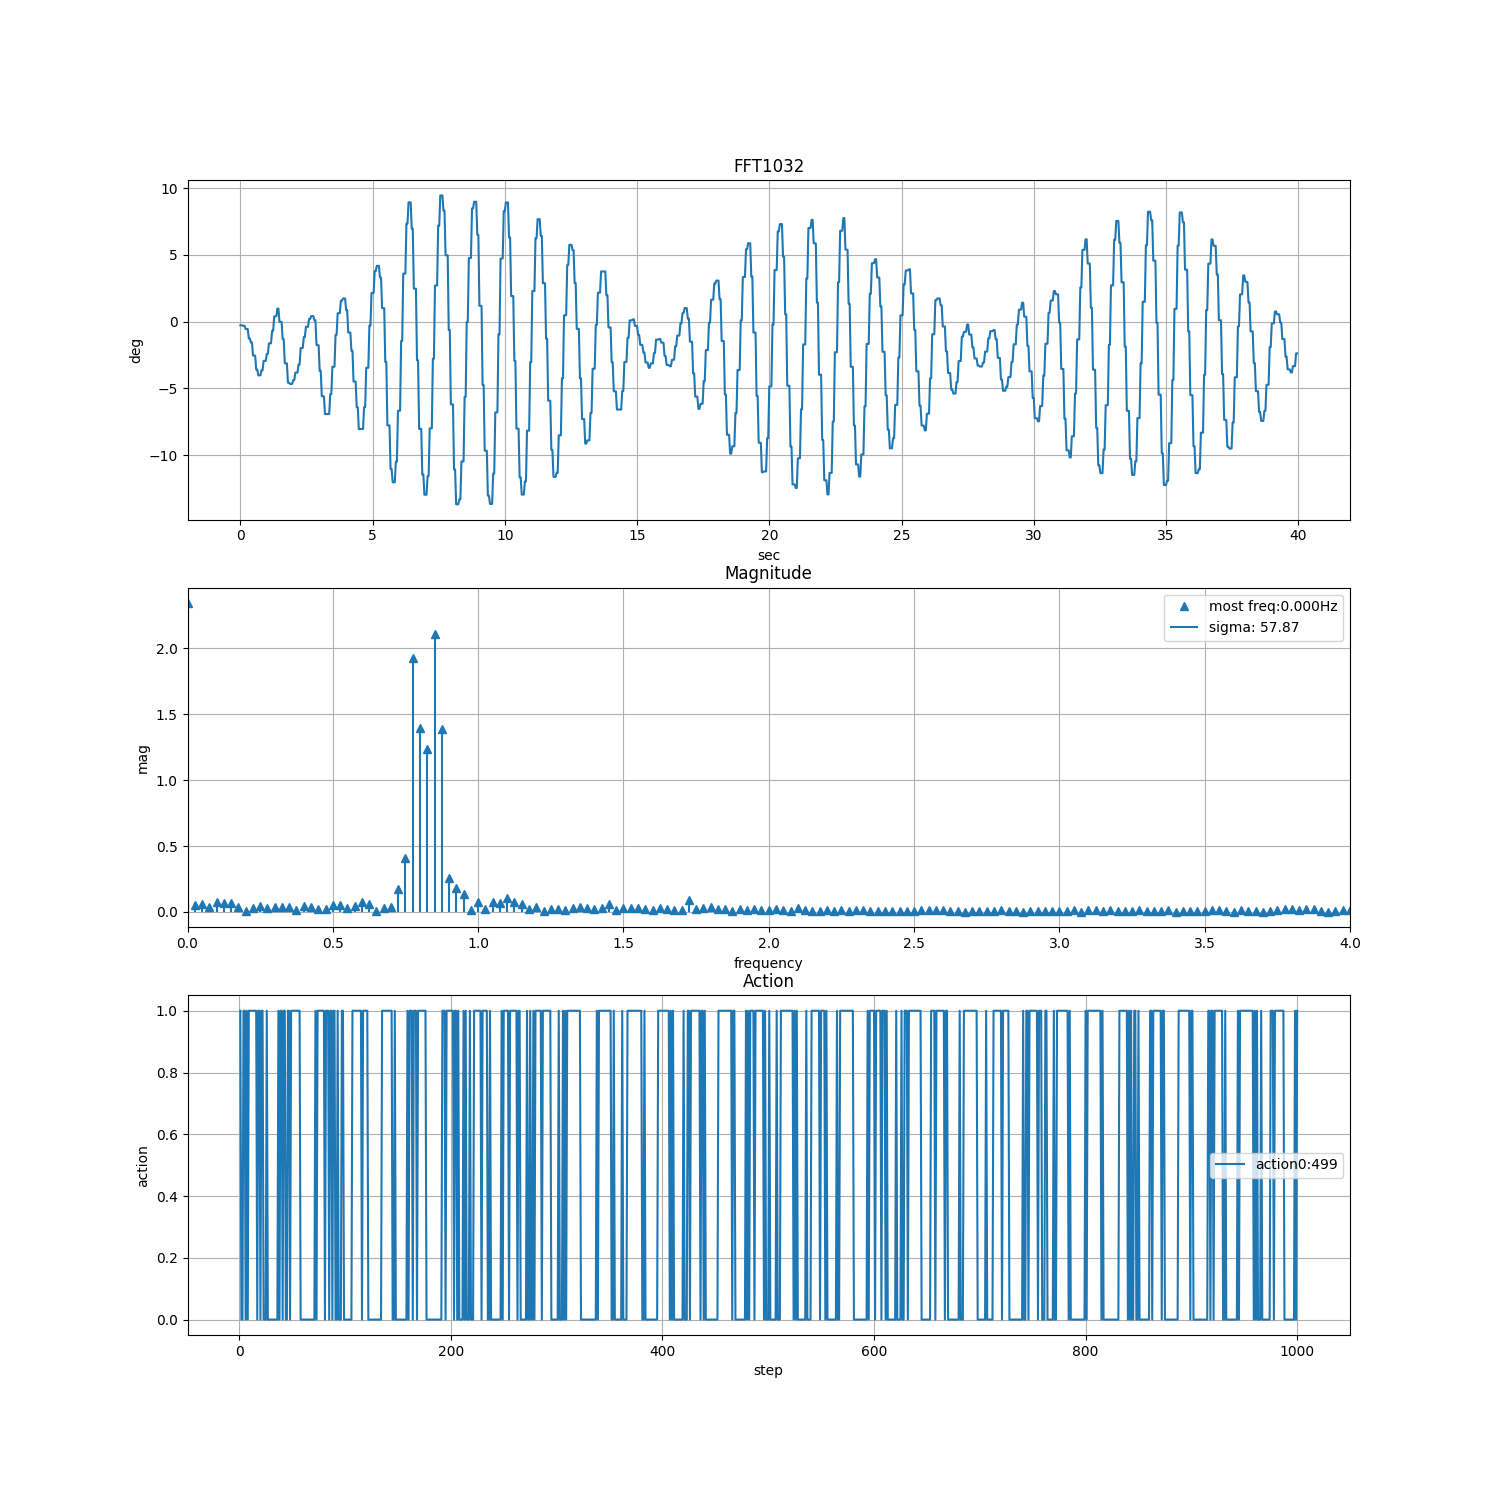 FFT1032
10
5
0
−5
−10
deg
0 5 10 15 20 25 30 35 40
sec
Magnitude
most freq:0.000Hz
sigma: 57.87
2.0
1.5
1.0
0.5
0.0
mag
0.0 0.5 1.0 1.5 2.0 2.5 3.0 3.5 4.0
frequency
Action
1.0
0.8
0.6
0.4
0.2
0.0
action
action0:499
0 200 400 600 800 1000
step